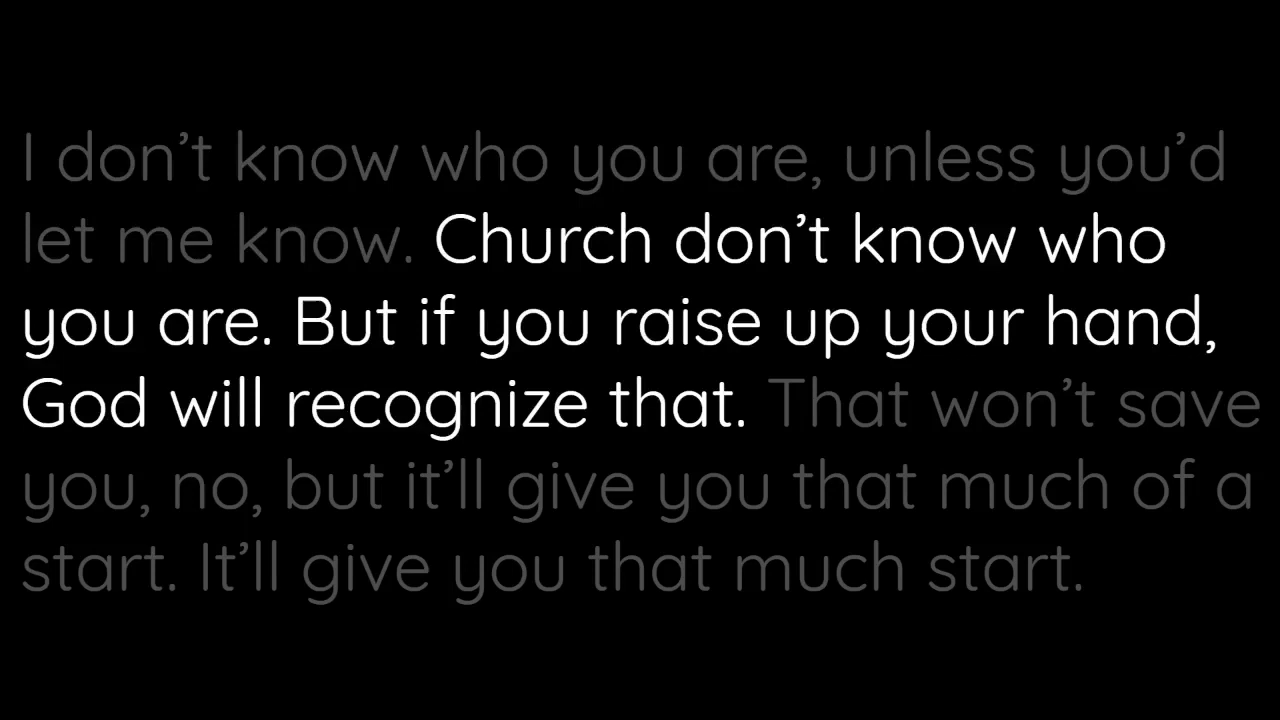 I don’t know who you are, unless you’d
let me know. Church don’t know who
you are. But if you raise up your hand,
God will recognize that. That won’t save
you, no, but it’ll give you that much of a
start. It’ll give you that much start.